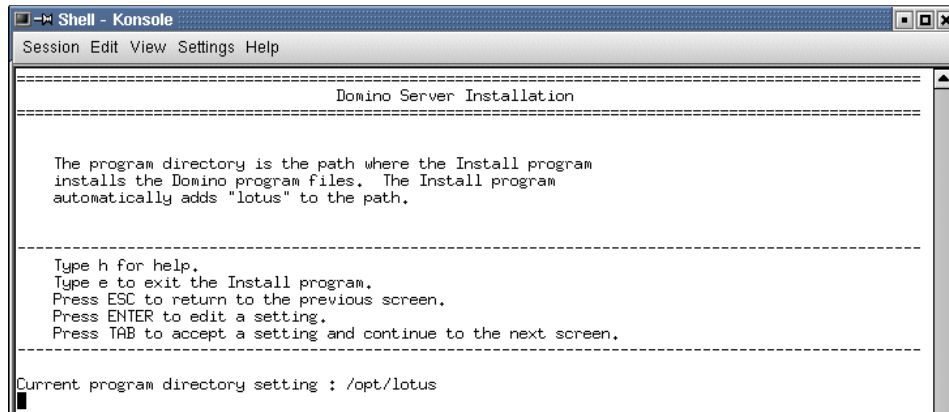 Shell - Konsole
Session Edit View Settings Help
Domino Server Installation
The program directory is the path where the Install program
installs the Domino program files. The Install program
automatically adds "lotus" to the path.
Type h for help.
Type e to exit the Install program.
Press ESC to return to the previous screen.
Press ENTER to edit a setting.
Press TAB to accept a setting and continue to the next screen.
Current program directory setting : /opt/lotus